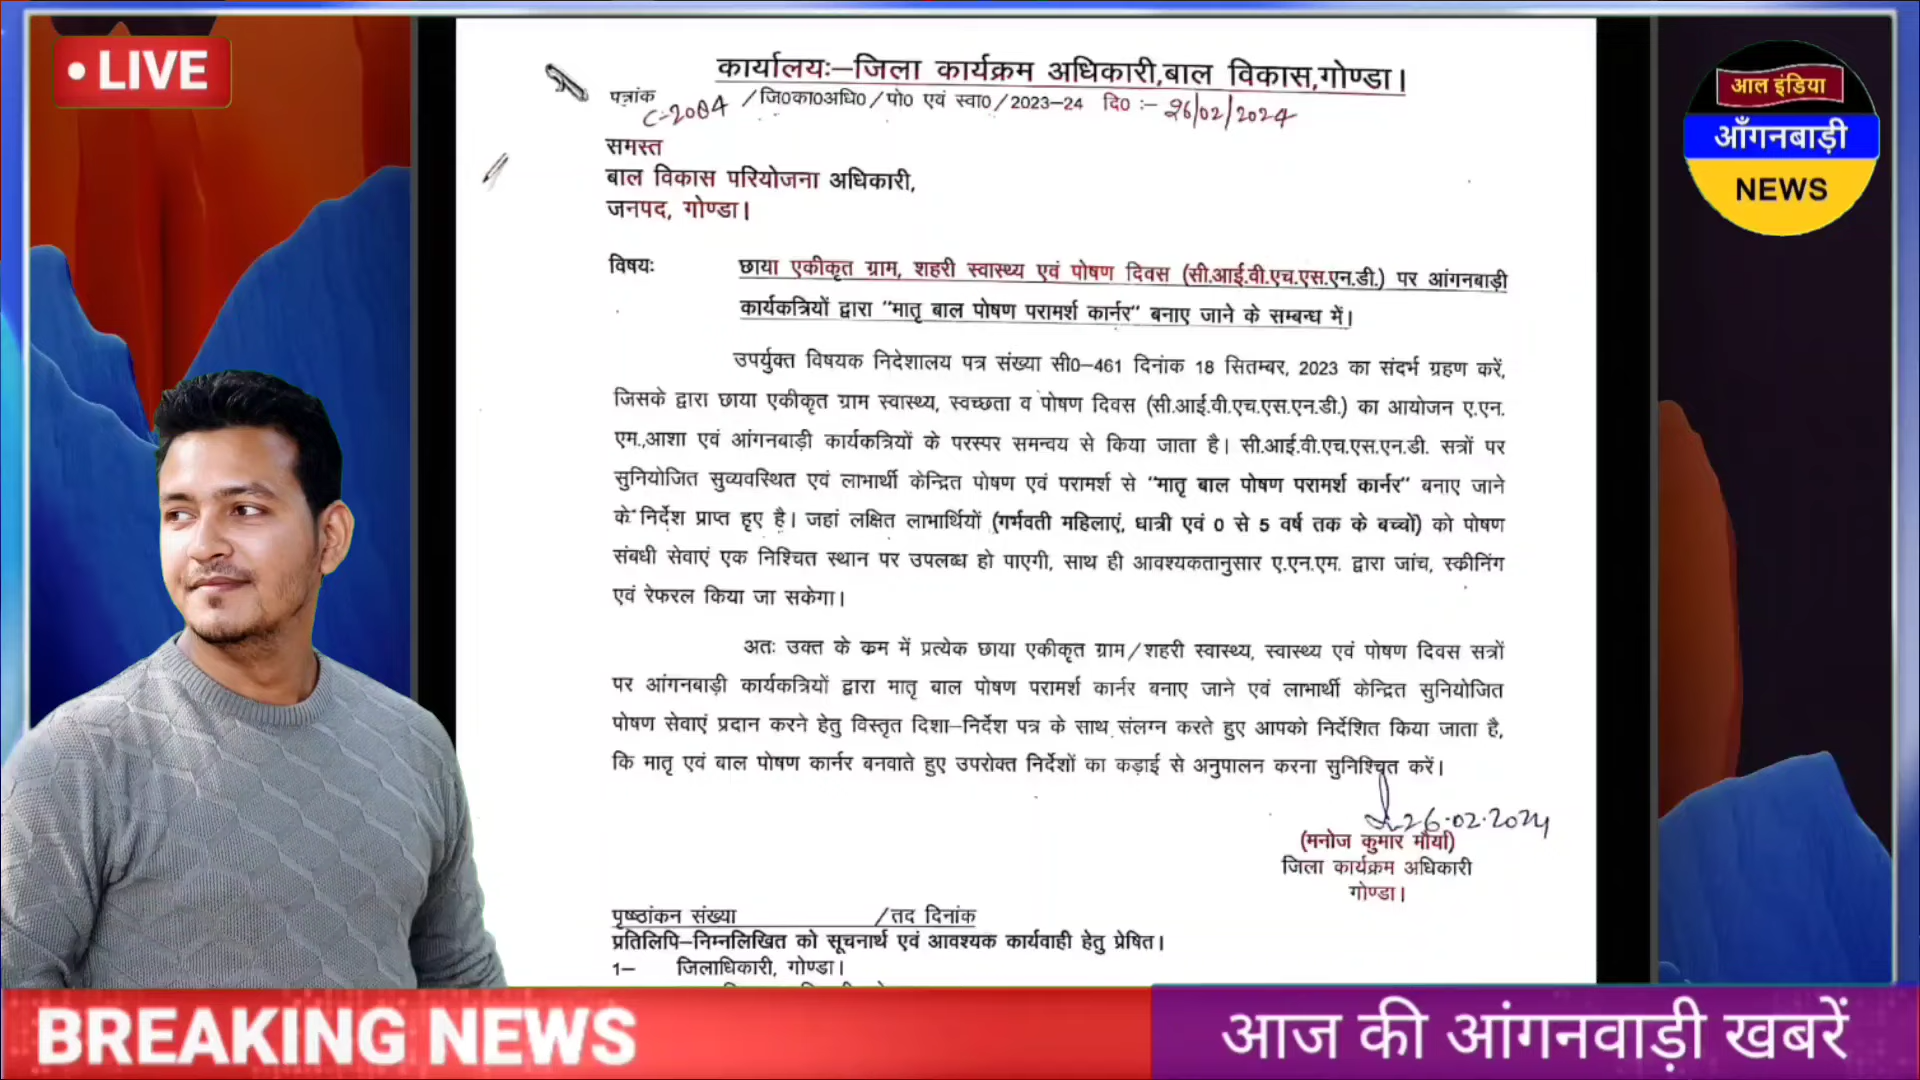 LIVE
आल इंडिया
आँगनबाड़ी
NEWS
कार्यालयः–जिला कार्यक्रम अधिकारी,बाल विकास,गोण्डा।
पत्रांक C-2084 /जि0का0अधि0/पो0 एवं स्वा0/2023–24 दि0 :– 26/02/2024
समस्त
बाल विकास परियोजना अधिकारी,
जनपद, गोण्डा।
विषयः छाया एकीकृत ग्राम, शहरी स्वास्थ्य एवं पोषण दिवस (सी.आई.वी.एच.एस.एन.डी.) पर आंगनबाड़ी
कार्यकत्रियों द्वारा "मातृ बाल पोषण परामर्श कार्नर" बनाए जाने के सम्बन्ध में।
उपर्युक्त विषयक निदेशालय पत्र संख्या सी0–461 दिनांक 18 सितम्बर, 2023 का संदर्भ ग्रहण करें,
जिसके द्वारा छाया एकीकृत ग्राम स्वास्थ्य, स्वच्छता व पोषण दिवस (सी.आई.वी.एच.एस.एन.डी.) का आयोजन ए.एन.
एम.,आशा एवं आंगनबाड़ी कार्यकत्रियों के परस्पर समन्वय से किया जाता है। सी.आई.वी.एच.एस.एन.डी. सत्रों पर
सुनियोजित सुव्यवस्थित एवं लाभार्थी केन्द्रित पोषण एवं परामर्श से "मातृ बाल पोषण परामर्श कार्नर" बनाए जाने
के निर्देश प्राप्त हृए है। जहां लक्षित लाभार्थियों (गर्भवती महिलाएं, धात्री एवं 0 से 5 वर्ष तक के बच्चों) को पोषण
संबधी सेवाएं एक निश्चित स्थान पर उपलब्ध हो पाएगी, साथ ही आवश्यकतानुसार ए.एन.एम. द्वारा जांच, स्क्रीनिंग
एवं रेफरल किया जा सकेगा।
अतः उक्त के क्रम में प्रत्येक छाया एकीकृत ग्राम/शहरी स्वास्थ्य, स्वास्थ्य एवं पोषण दिवस सत्रों
पर आंगनबाड़ी कार्यकत्रियों द्वारा मातृ बाल पोषण परामर्श कार्नर बनाए जाने एवं लाभार्थी केन्द्रित सुनियोजित
पोषण सेवाएं प्रदान करने हेतु विस्तृत दिशा–निर्देश पत्र के साथ संलग्न करते हुए आपको निर्देशित किया जाता है,
कि मातृ एवं बाल पोषण कार्नर बनवाते हुए उपरोक्त निर्देशों का कड़ाई से अनुपालन करना सुनिश्चित करें।
26.02.2024
(मनोज कुमार मौर्या)
जिला कार्यक्रम अधिकारी
गोण्डा।
पृष्ठांकन संख्या /तद दिनांक
प्रतिलिपि–निम्नलिखित को सूचनार्थ एवं आवश्यक कार्यवाही हेतु प्रेषित।
1– जिलाधिकारी, गोण्डा।
BREAKING NEWS
आज की आंगनवाड़ी खबरें